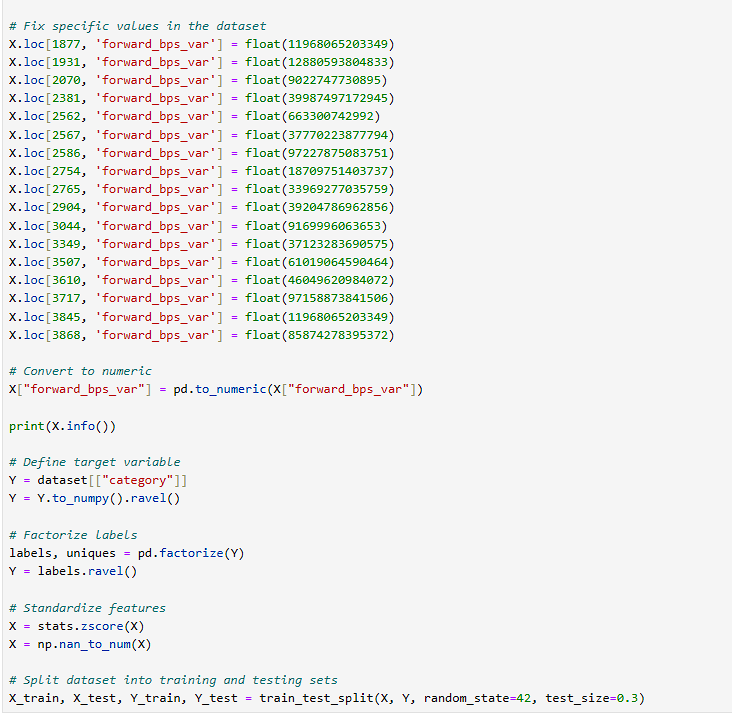 # Fix specific values in the dataset
X.loc[1877, 'forward_bps_var'] = float(11968065203349)
X.loc[1931, 'forward_bps_var'] = float(12880593804833)
X.loc[2070, 'forward_bps_var'] = float(9022747730895)
X.loc[2381, 'forward_bps_var'] = float(39987497172945)
X.loc[2562, 'forward_bps_var'] = float(663300742992)
X.loc[2567, 'forward_bps_var'] = float(37770223877794)
X.loc[2586, 'forward_bps_var'] = float(97227875083751)
X.loc[2754, 'forward_bps_var'] = float(18709751403737)
X.loc[2765, 'forward_bps_var'] = float(33969277035759)
X.loc[2904, 'forward_bps_var'] = float(39204786962856)
X.loc[3044, 'forward_bps_var'] = float(9169996063653)
X.loc[3349, 'forward_bps_var'] = float(37123283690575)
X.loc[3507, 'forward_bps_var'] = float(61019064590464)
X.loc[3610, 'forward_bps_var'] = float(46049620984072)
X.loc[3717, 'forward_bps_var'] = float(97158873841506)
X.loc[3845, 'forward_bps_var'] = float(11968065203349)
X.loc[3868, 'forward_bps_var'] = float(85874278395372)
# Convert to numeric
X["forward_bps_var"] = pd.to_numeric(X["forward_bps_var"])
print(X.info())
# Define target variable
Y = dataset[["category"]]
Y = Y.to_numpy().ravel()
# Factorize labels
labels, uniques = pd.factorize(Y)
Y = labels.ravel()
# Standardize features
X = stats.zscore(X)
X = np.nan_to_num(X)
# Split dataset into training and testing sets
X_train, X_test, Y_train, Y_test = train_test_split(X, Y, random_state=42, test_size=0.3)